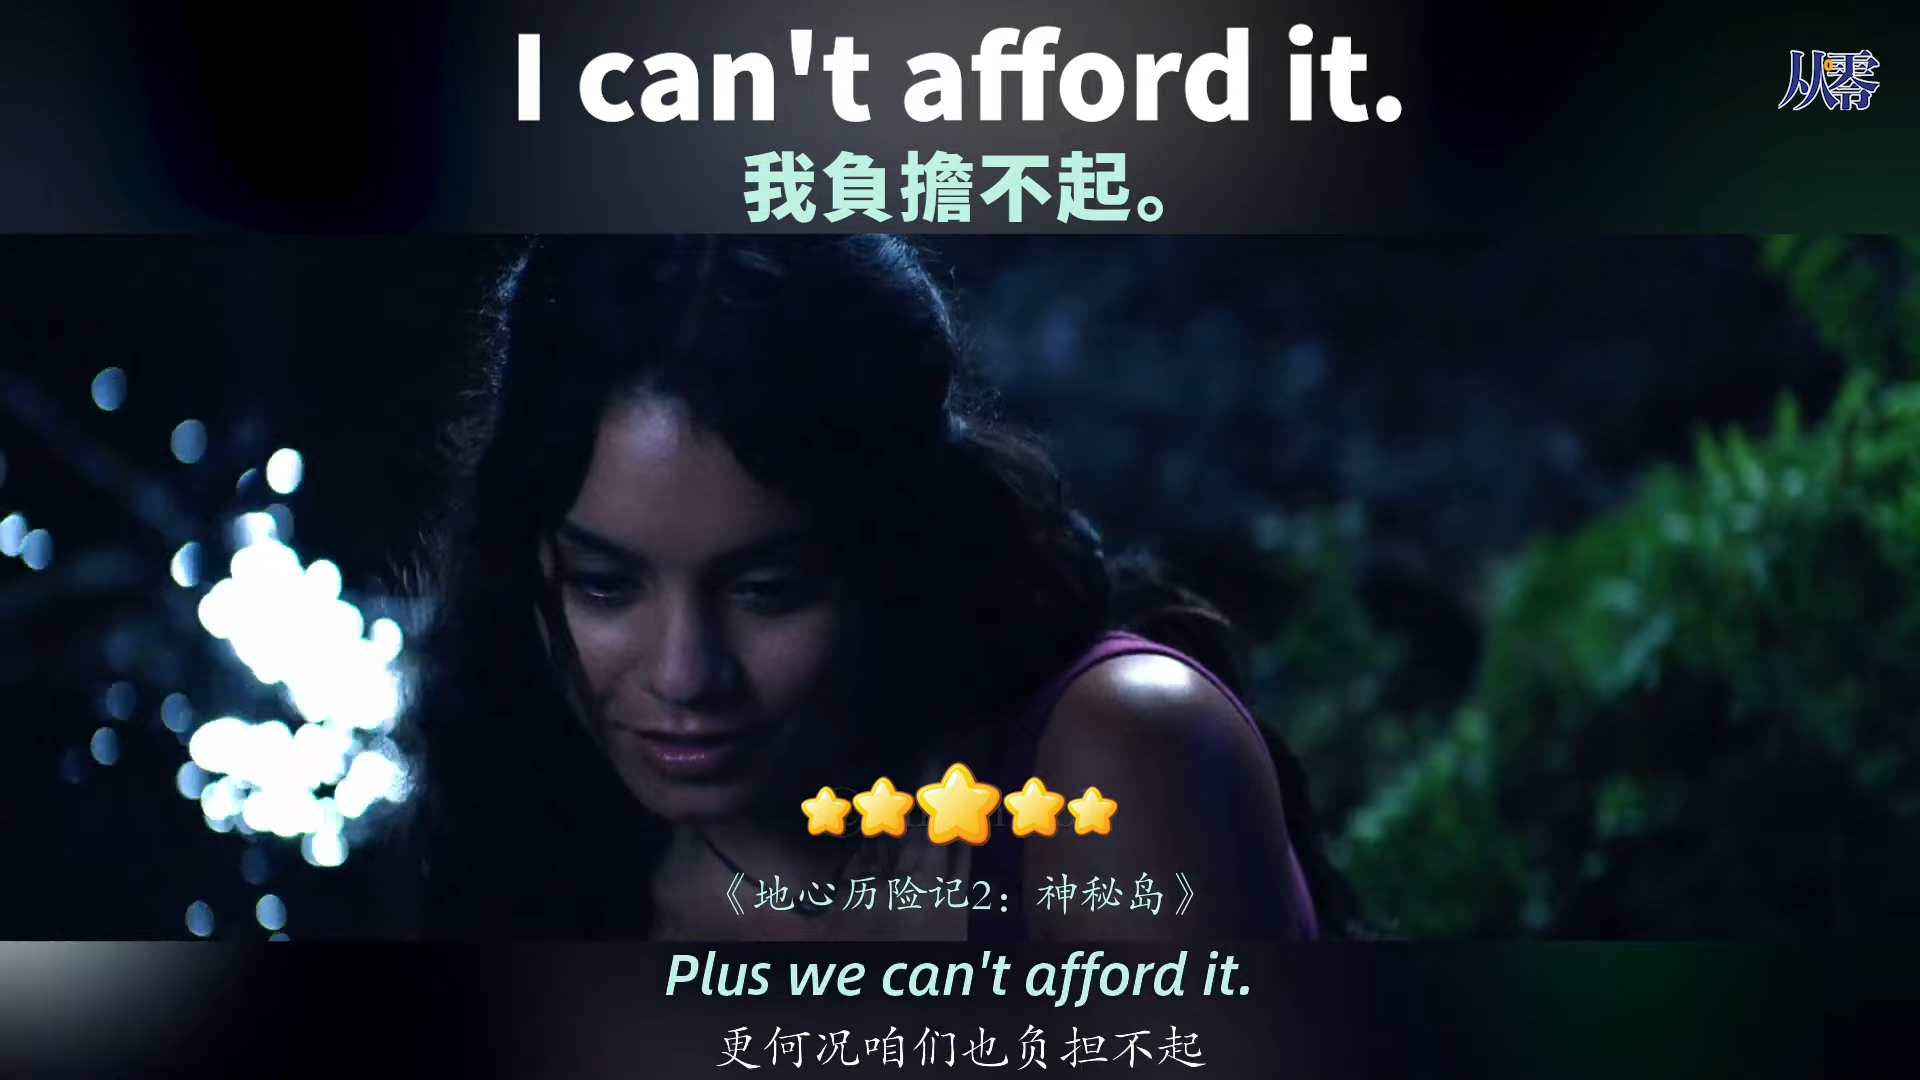 I can't afford it.
从零
我負擔不起。
《地心历险记2：神秘岛》
Plus we can't afford it.
更何况咱们也负担不起